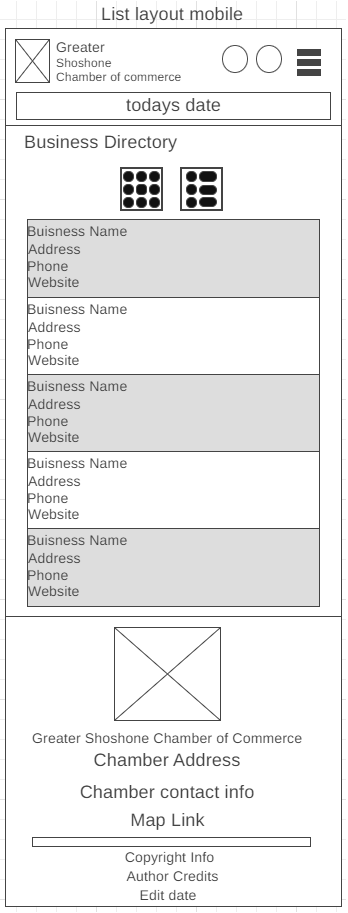 List layout mobile
Greater
Shoshone
Chamber of commerce
todays date
Business Directory
Buisness Name
Address
Phone
Website
Buisness Name
Address
Phone
Website
Buisness Name
Address
Phone
Website
Buisness Name
Address
Phone
Website
Buisness Name
Address
Phone
Website
Greater Shoshone Chamber of Commerce
Chamber Address
Chamber contact info
Map Link
Copyright Info
Author Credits
Edit date